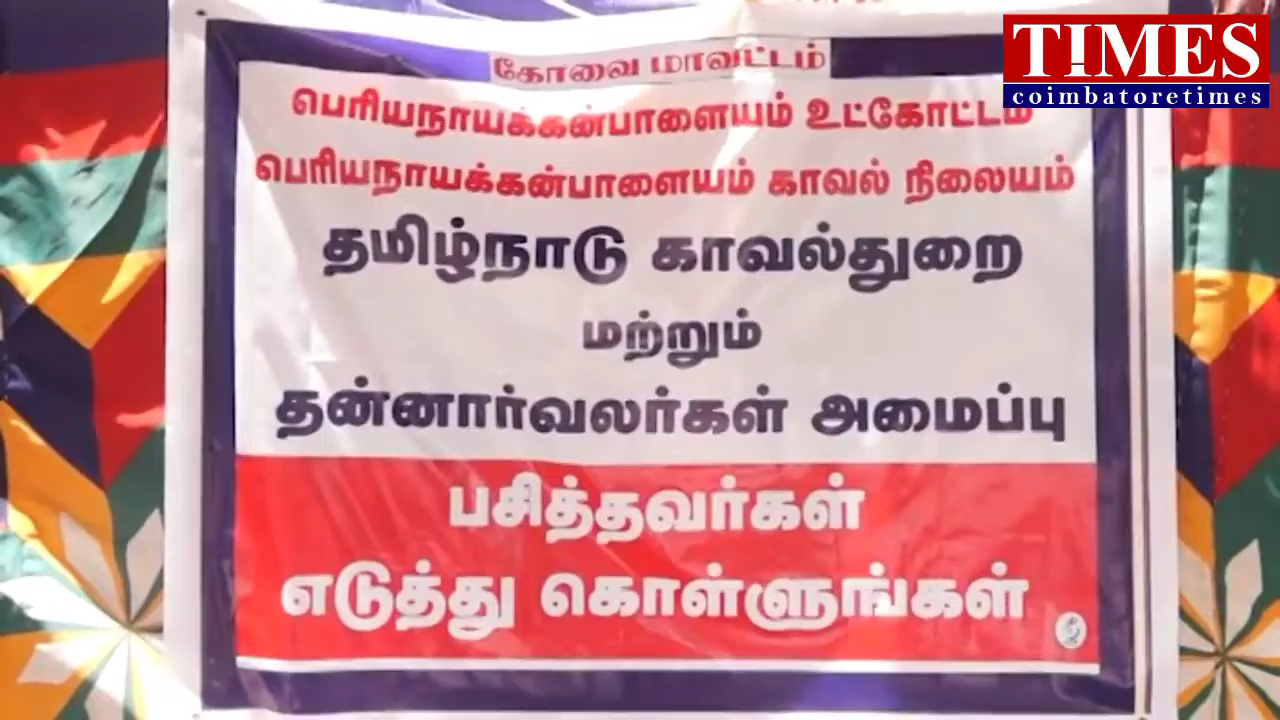 TIMES
coimbatoretimes
கோவை மாவட்டம்
பெரியநாயக்கன்பாளையம் உட்கோட்டம்
பெரியநாயக்கன்பாளையம் காவல் நிலையம்
தமிழ்நாடு காவல்துறை
மற்றும்
தன்னார்வலர்கள் அமைப்பு
பசித்தவர்கள்
எடுத்து கொள்ளுங்கள்